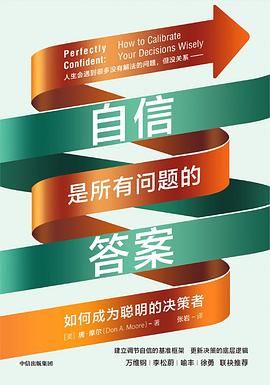 Perfectly How to Calibrate
Confident: Your Decisions Wisely
人生会遇到很多没有解法的问题，但没关系——
自信
是所有问题的
答案
如何成为聪明的决策者
[美] 唐·摩尔（Don A. Moore）— 著 张岩 — 译
建立调节自信的基准框架 更新决策的底层逻辑
万维钢｜李松蔚｜喻丰｜徐勇 联袂推荐
中信出版集团